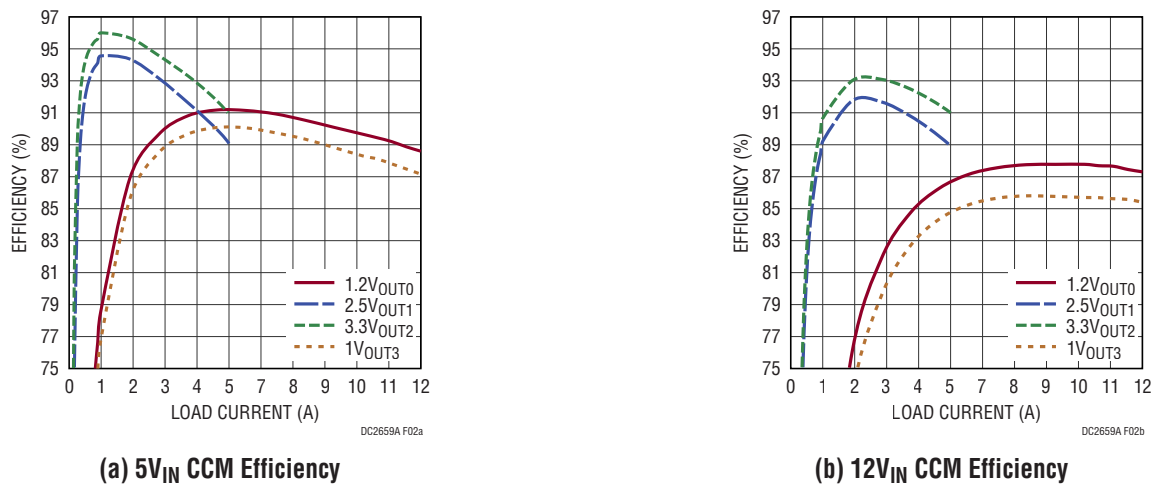 97
95
93
91
89
87
85
83
81
79
77
75
EFFICIENCY (%)
0 1 2 3 4 5 6 7 8 9 10 11 12
LOAD CURRENT (A)
1.2VOUT0
2.5VOUT1
3.3VOUT2
1VOUT3
DC2659A F02a
(a) 5VIN CCM Efficiency
97
95
93
91
89
87
85
83
81
79
77
75
EFFICIENCY (%)
0 1 2 3 4 5 6 7 8 9 10 11 12
LOAD CURRENT (A)
1.2VOUT0
2.5VOUT1
3.3VOUT2
1VOUT3
DC2659A F02b
(b) 12VIN CCM Efficiency